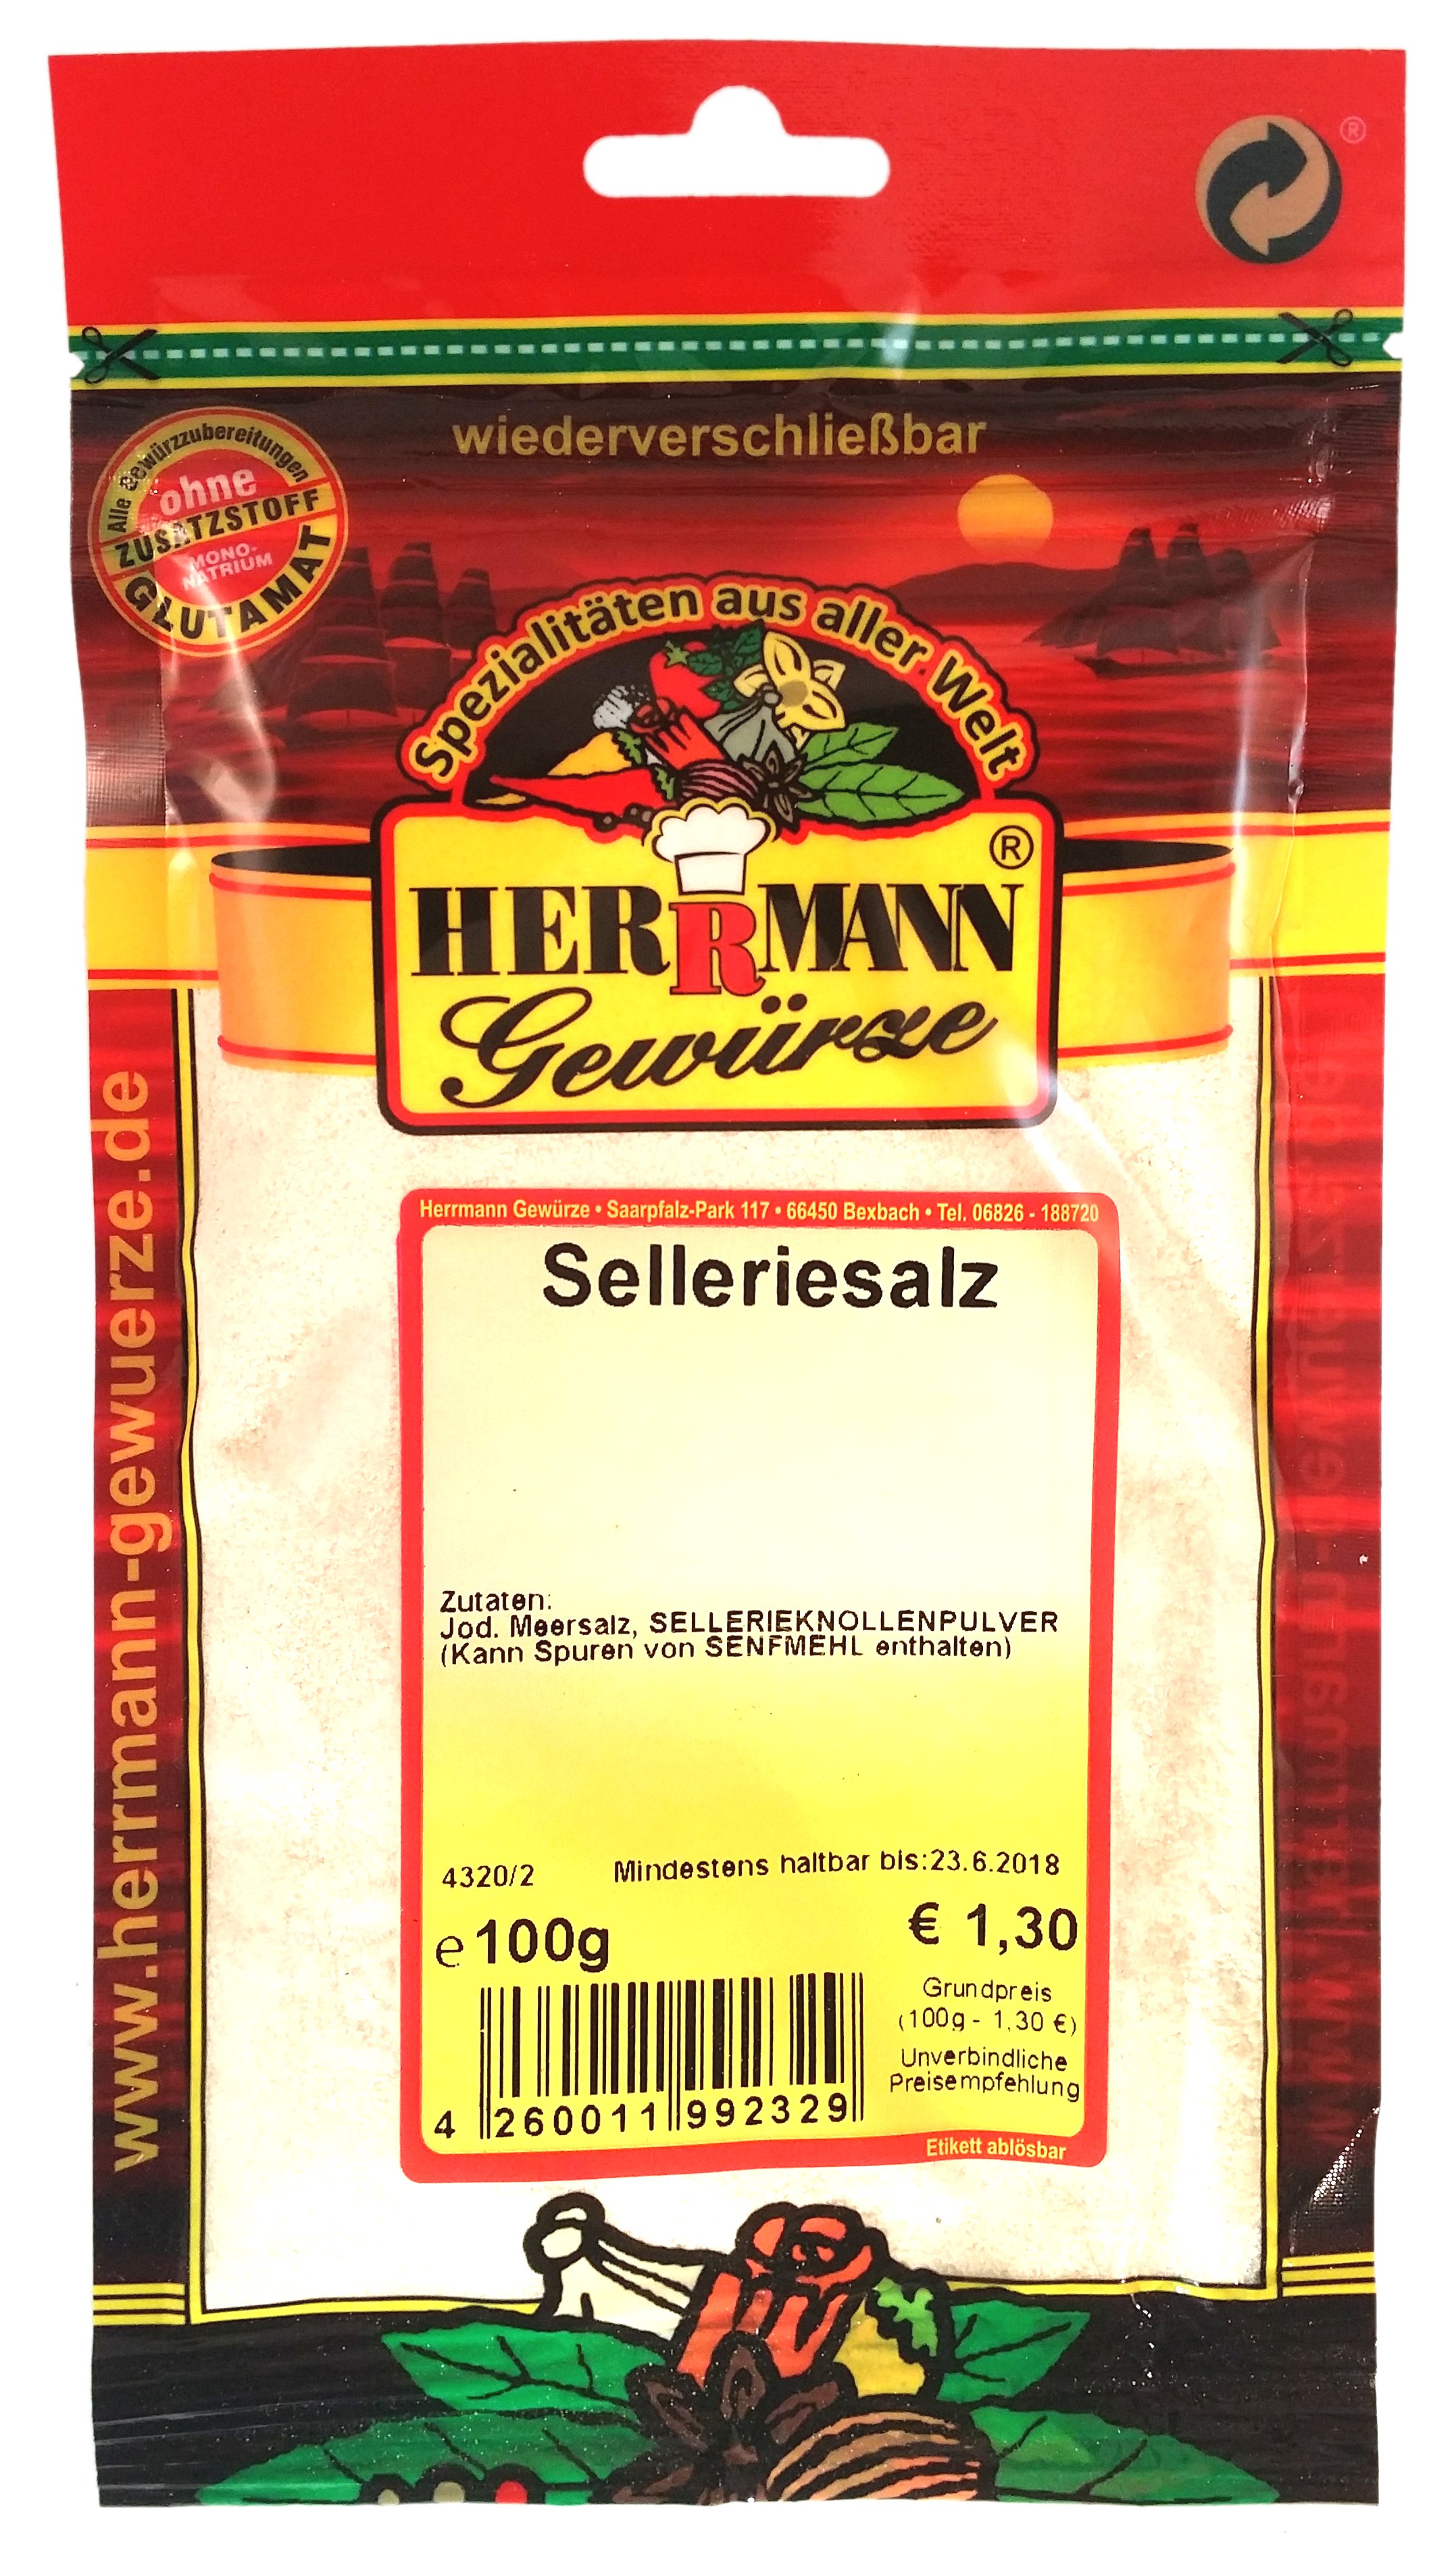 ®
wiederverschließbar
Alle Gewürzzubereitungen
ohne
ZUSATZSTOFF
MONO-
NATRIUM
GLUTAMAT
Spezialitäten aus aller Welt
®
HERRMANN
Gewürze
www.herrmann-gewuerze.de
Herrmann Gewürze • Saarpfalz-Park 117 • 66450 Bexbach • Tel. 06826 - 188720
Selleriesalz
Zutaten:
Jod. Meersalz, SELLERIEKNOLLENPULVER
(Kann Spuren von SENFMEHL enthalten)
4320/2 Mindestens haltbar bis:23.6.2018
e 100g € 1,30
Grundpreis
(100g - 1,30 €)
Unverbindliche
Preisempfehlung
4 260011 992329
Etikett ablösbar